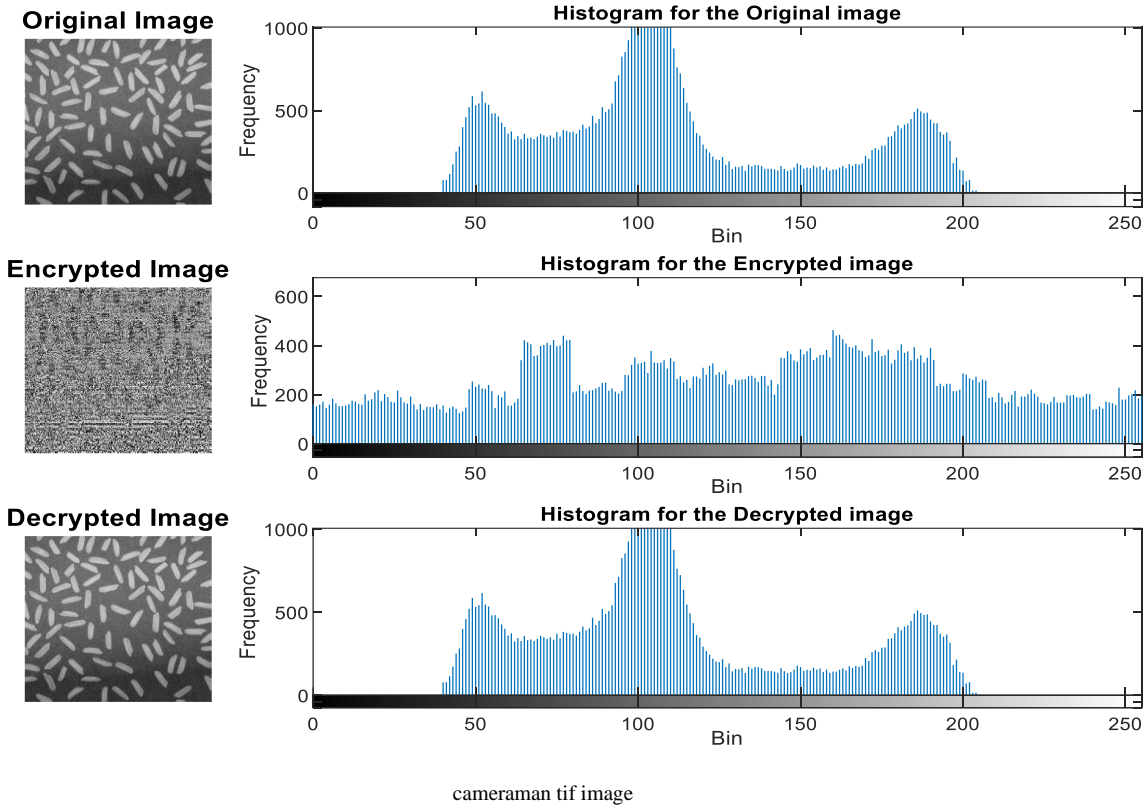 Original Image
Histogram for the Original image
Frequency
1000
500
0
0 50 100 150 200 250
Bin
Encrypted Image
Histogram for the Encrypted image
Frequency
600
400
200
0
0 50 100 150 200 250
Bin
Decrypted Image
Histogram for the Decrypted image
Frequency
1000
500
0
0 50 100 150 200 250
Bin
cameraman tif image